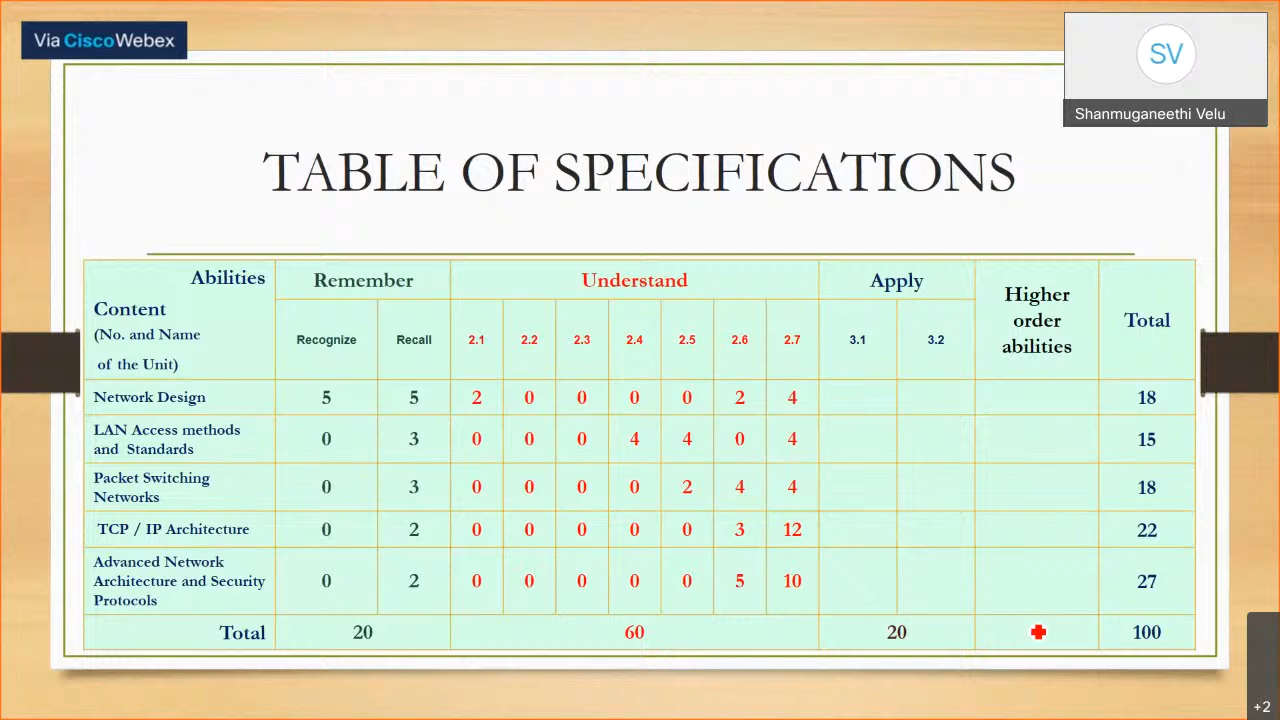 Via CiscoWebex
SV
Shanmuganeethi Velu
TABLE OF SPECIFICATIONS
Abilities
Content
(No. and Name
of the Unit)
Remember
Understand
Apply
Higher
order
abilities
Total
Recognize Recall 2.1 2.2 2.3 2.4 2.5 2.6 2.7 3.1 3.2
Network Design 5 5 2 0 0 0 0 2 4 18
LAN Access methods
and Standards 0 3 0 0 0 4 4 0 4 15
Packet Switching
Networks 0 3 0 0 0 0 2 4 4 18
TCP / IP Architecture 0 2 0 0 0 0 0 3 12 22
Advanced Network
Architecture and Security
Protocols 0 2 0 0 0 0 0 5 10 27
Total 20 60 20 100
+2